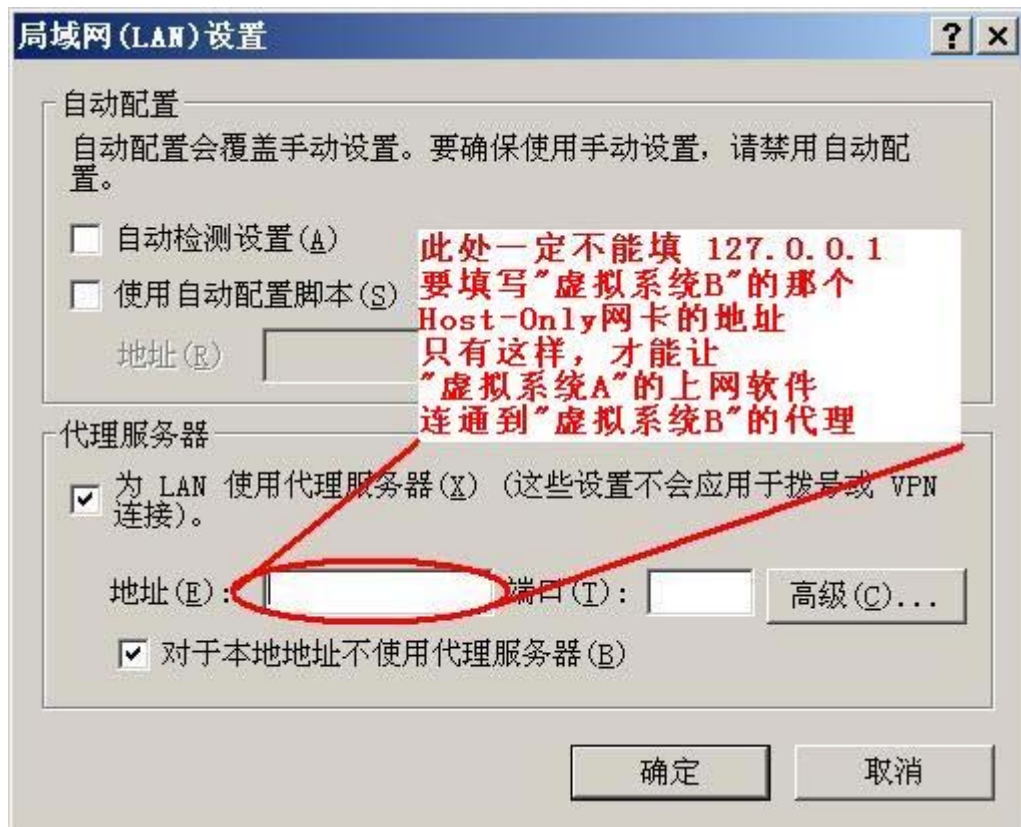 局域网(LAN)设置
自动配置
自动配置会覆盖手动设置。要确保使用手动设置，请禁用自动配
置。
自动检测设置(A)
使用自动配置脚本(S)
地址(R)
此处一定不能填 127.0.0.1
要填写"虚拟系统B"的那个
Host-Only网卡的地址
只有这样，才能让
"虚拟系统A"的上网软件
连通到"虚拟系统B"的代理
代理服务器
为 LAN 使用代理服务器(X) (这些设置不会应用于拨号或 VPN
连接)。
地址(E): 端口(T): 高级(C)...
对于本地地址不使用代理服务器(B)
确定 取消